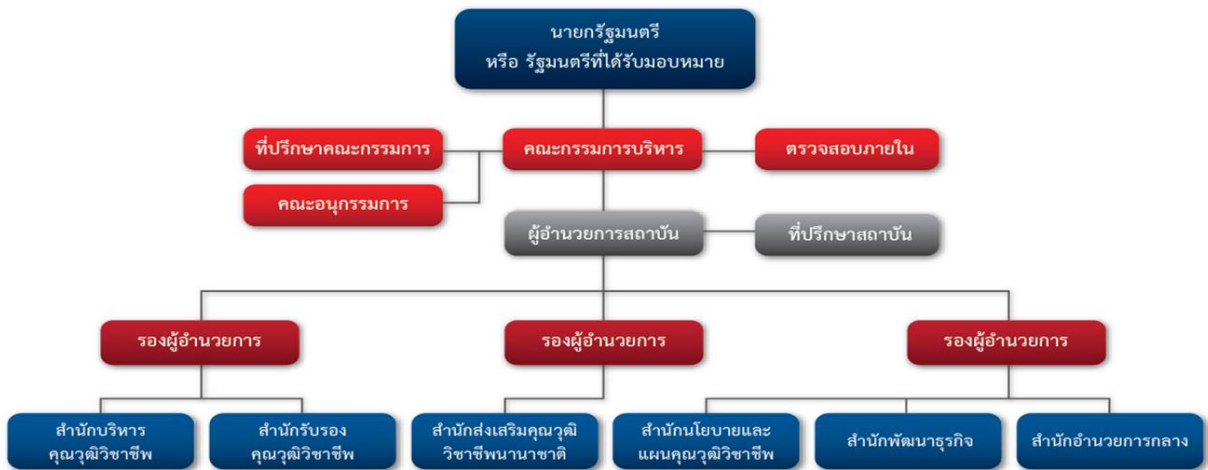 นายกรัฐมนตรี
หรือ รัฐมนตรีที่ได้รับมอบหมาย
ที่ปรึกษาคณะกรรมการ
คณะกรรมการบริหาร
ตรวจสอบภายใน
คณะอนุกรรมการ
ผู้อำนวยการสถาบัน
ที่ปรึกษาสถาบัน
รองผู้อำนวยการ
รองผู้อำนวยการ
รองผู้อำนวยการ
สำนักบริหาร
คุณวุฒิวิชาชีพ
สำนักรับรอง
คุณวุฒิวิชาชีพ
สำนักส่งเสริมคุณวุฒิ
วิชาชีพนานาชาติ
สำนักนโยบายและ
แผนคุณวุฒิวิชาชีพ
สำนักพัฒนาธุรกิจ
สำนักอำนวยการกลาง